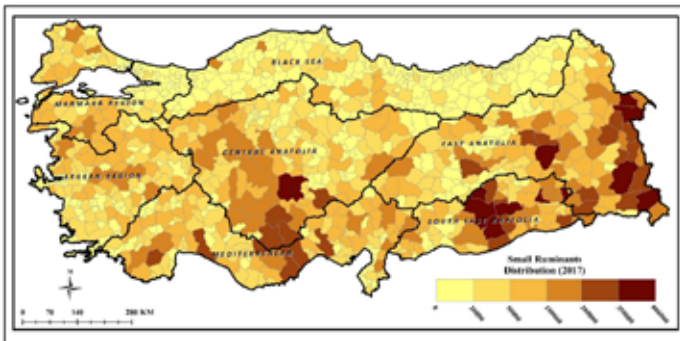 BLACK SEA
MARMARA REGION
EAST ANATOLIA
CENTRAL ANATOLIA
AEGEAN REGION
SOUTH EAST ANATOLIA
MEDITERRANEAN
Small Ruminants
Distribution (2017)
N
0 70 140 280 KM
0